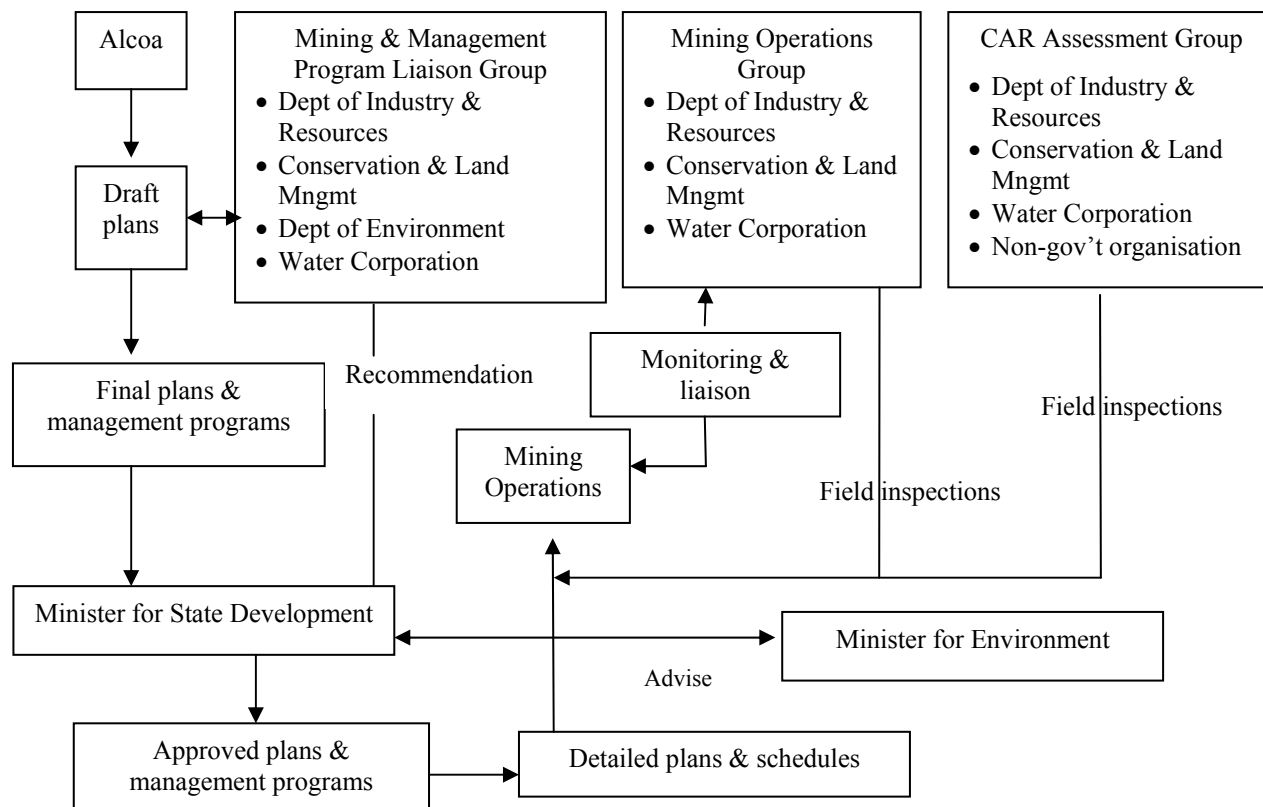 Alcoa
Mining & Management
Program Liaison Group
• Dept of Industry &
Resources
• Conservation & Land
Mngmt
• Dept of Environment
• Water Corporation
Mining Operations
Group
• Dept of Industry &
Resources
• Conservation & Land
Mngmt
• Water Corporation
CAR Assessment Group
• Dept of Industry &
Resources
• Conservation & Land
Mngmt
• Water Corporation
• Non-gov’t organisation
Draft
plans
Final plans &
management programs
Recommendation
Monitoring &
liaison
Field inspections
Mining
Operations
Field inspections
Minister for State Development
Minister for Environment
Advise
Approved plans &
management programs
Detailed plans & schedules